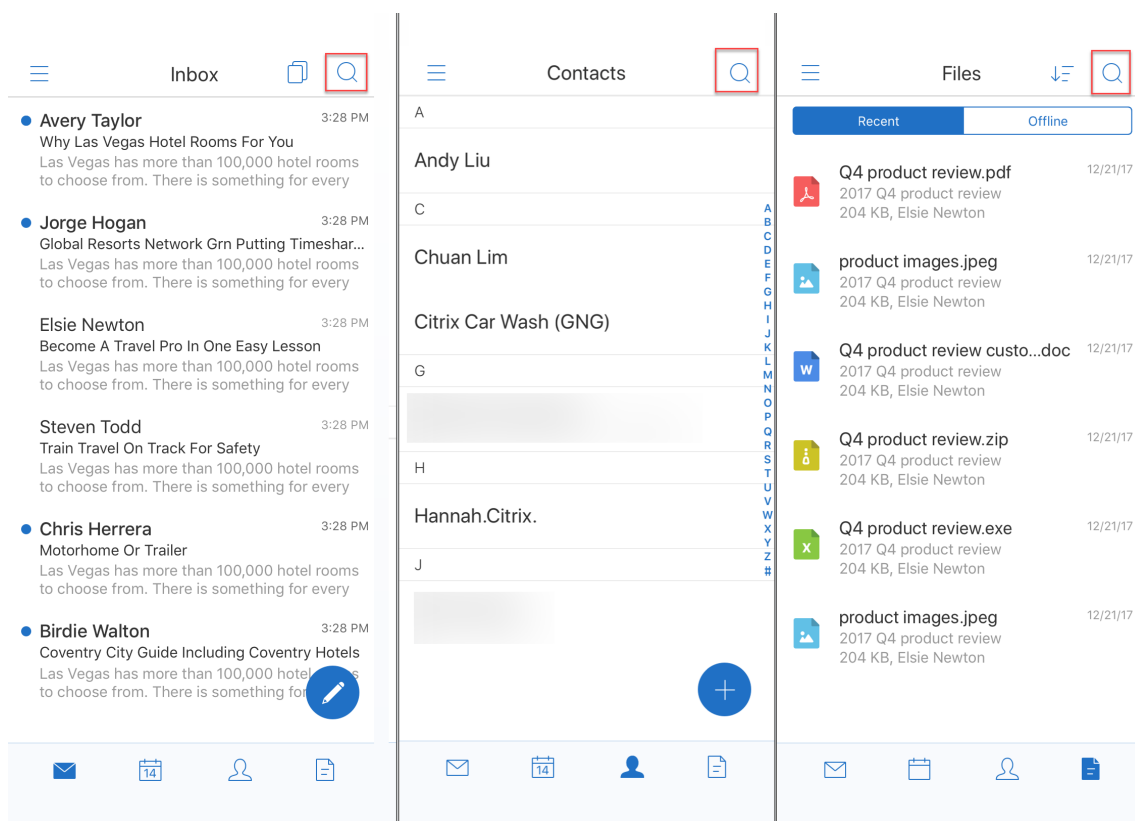 Inbox
Avery Taylor 3:28 PM
Why Las Vegas Hotel Rooms For You
Las Vegas has more than 100,000 hotel rooms
to choose from. There is something for every
Jorge Hogan 3:28 PM
Global Resorts Network Grn Putting Timeshar...
Las Vegas has more than 100,000 hotel rooms
to choose from. There is something for every
Elsie Newton 3:28 PM
Become A Travel Pro In One Easy Lesson
Las Vegas has more than 100,000 hotel rooms
to choose from. There is something for every
Steven Todd 3:28 PM
Train Travel On Track For Safety
Las Vegas has more than 100,000 hotel rooms
to choose from. There is something for every
Chris Herrera 3:28 PM
Motorhome Or Trailer
Las Vegas has more than 100,000 hotel rooms
to choose from. There is something for every
Birdie Walton 3:28 PM
Coventry City Guide Including Coventry Hotels
Las Vegas has more than 100,000 hotel
to choose from. There is something for
14
Contacts
A
Andy Liu
C
Chuan Lim
Citrix Car Wash (GNG)
G
H
Hannah.Citrix.
J
A
B
C
D
E
F
G
H
I
J
K
L
M
N
O
P
Q
R
S
T
U
V
W
X
Y
Z
#
14
Files
Recent Offline
Q4 product review.pdf 12/21/17
2017 Q4 product review
204 KB, Elsie Newton
product images.jpeg 12/21/17
2017 Q4 product review
204 KB, Elsie Newton
W
Q4 product review custo...doc 12/21/17
2017 Q4 product review
204 KB, Elsie Newton
Q4 product review.zip 12/21/17
2017 Q4 product review
204 KB, Elsie Newton
X
Q4 product review.exe 12/21/17
2017 Q4 product review
204 KB, Elsie Newton
product images.jpeg 12/21/17
2017 Q4 product review
204 KB, Elsie Newton